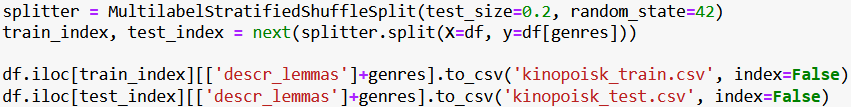 splitter = MultilabelStratifiedShuffleSplit(test_size=0.2, random_state=42)
train_index, test_index = next(splitter.split(X=df, y=df[genres]))
df.iloc[train_index][['descr_lemmas']+genres].to_csv('kinopoisk_train.csv', index=False)
df.iloc[test_index][['descr_lemmas']+genres].to_csv('kinopoisk_test.csv', index=False)